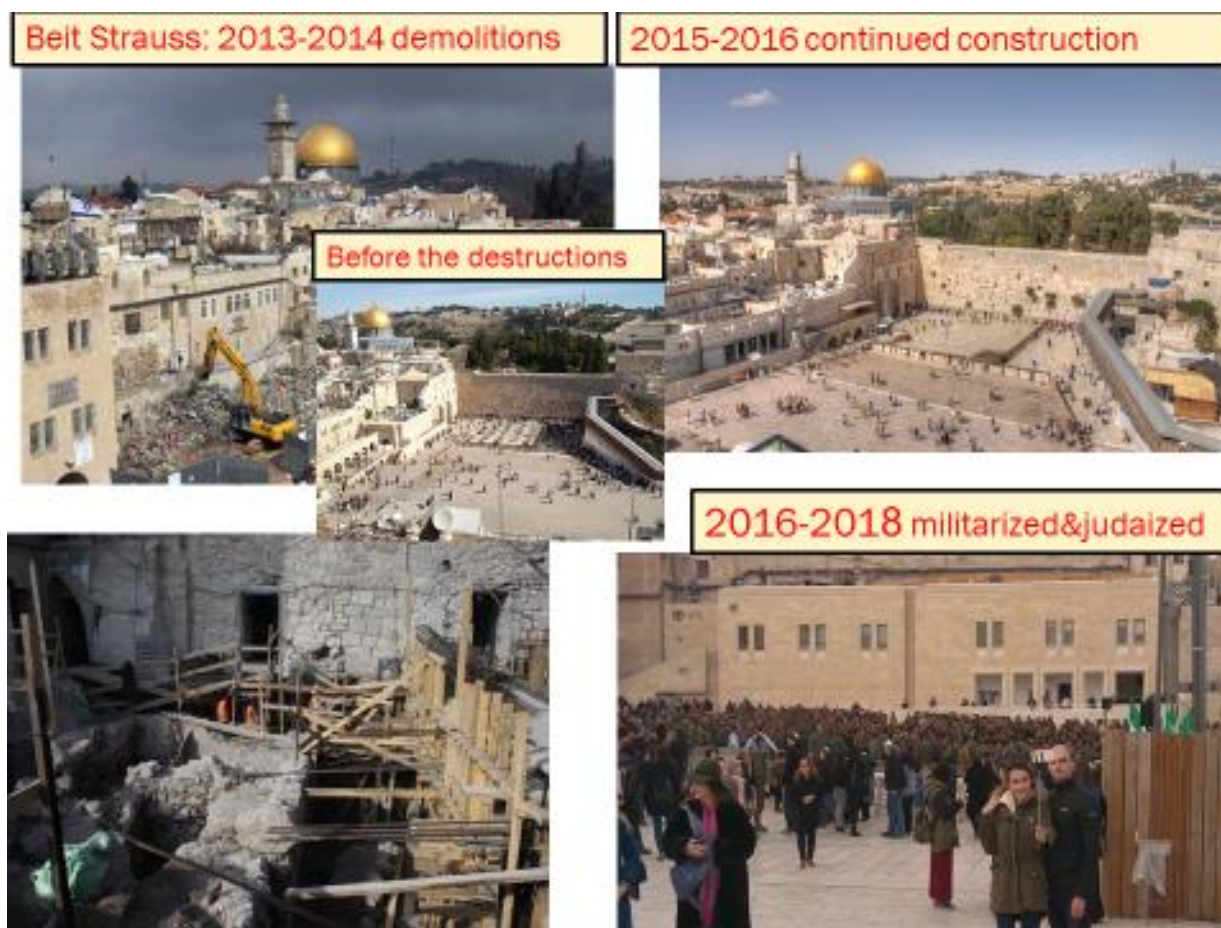 Beit Strauss: 2013-2014 demolitions
2015-2016 continued construction
Before the destructions
2016-2018 militarized&judaized